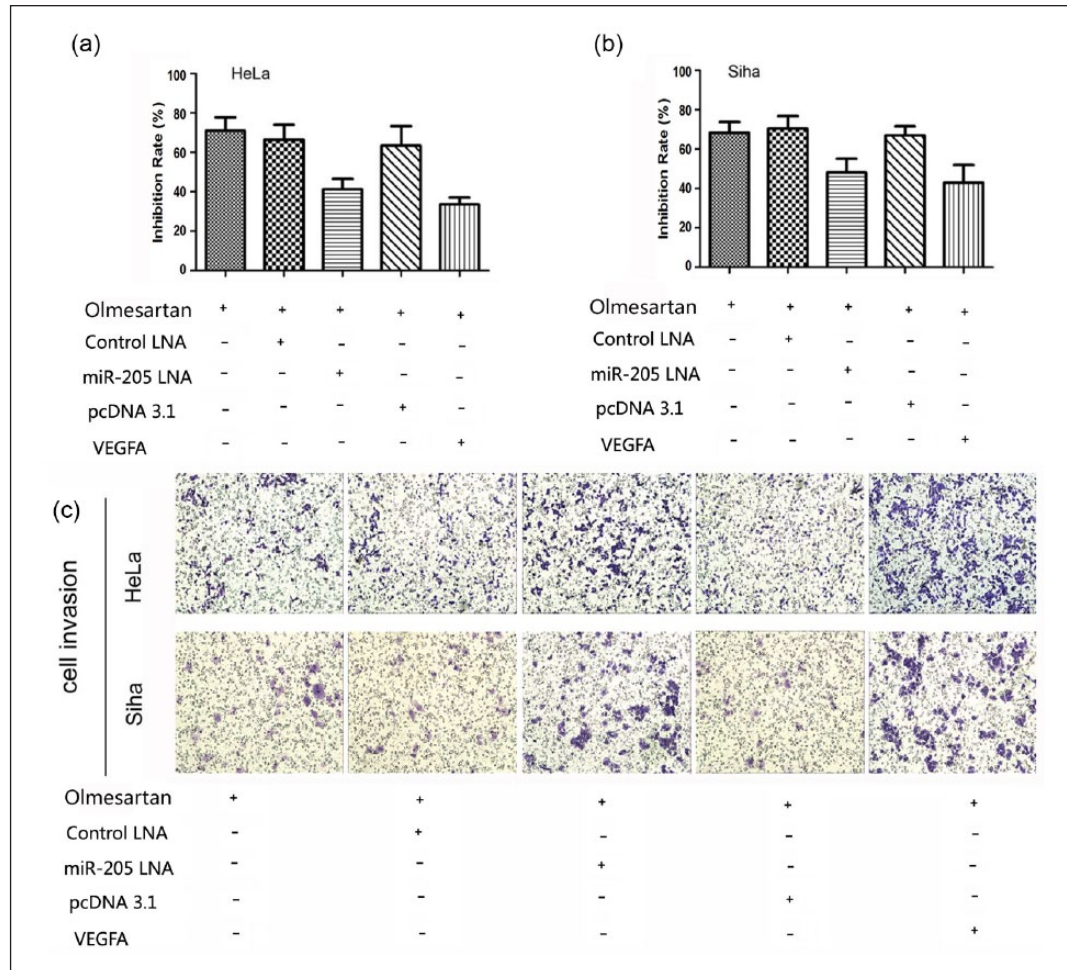 (a)
HeLa
Inhibition Rate (%)
100
80
60
40
20
0
Olmesartan + + + + +
Control LNA - + - - -
miR-205 LNA - - + - -
pcDNA 3.1 - - - + -
VEGFA - - - - +
(b)
Siha
Inhibition Rate (%)
100
80
60
40
20
0
Olmesartan + + + + +
Control LNA - + - - -
miR-205 LNA - - + - -
pcDNA 3.1 - - - + -
VEGFA - - - - +
(c)
cell invasion
HeLa
Siha
Olmesartan + + + + +
Control LNA - + - - -
miR-205 LNA - - + - -
pcDNA 3.1 - - - + -
VEGFA - - - - +